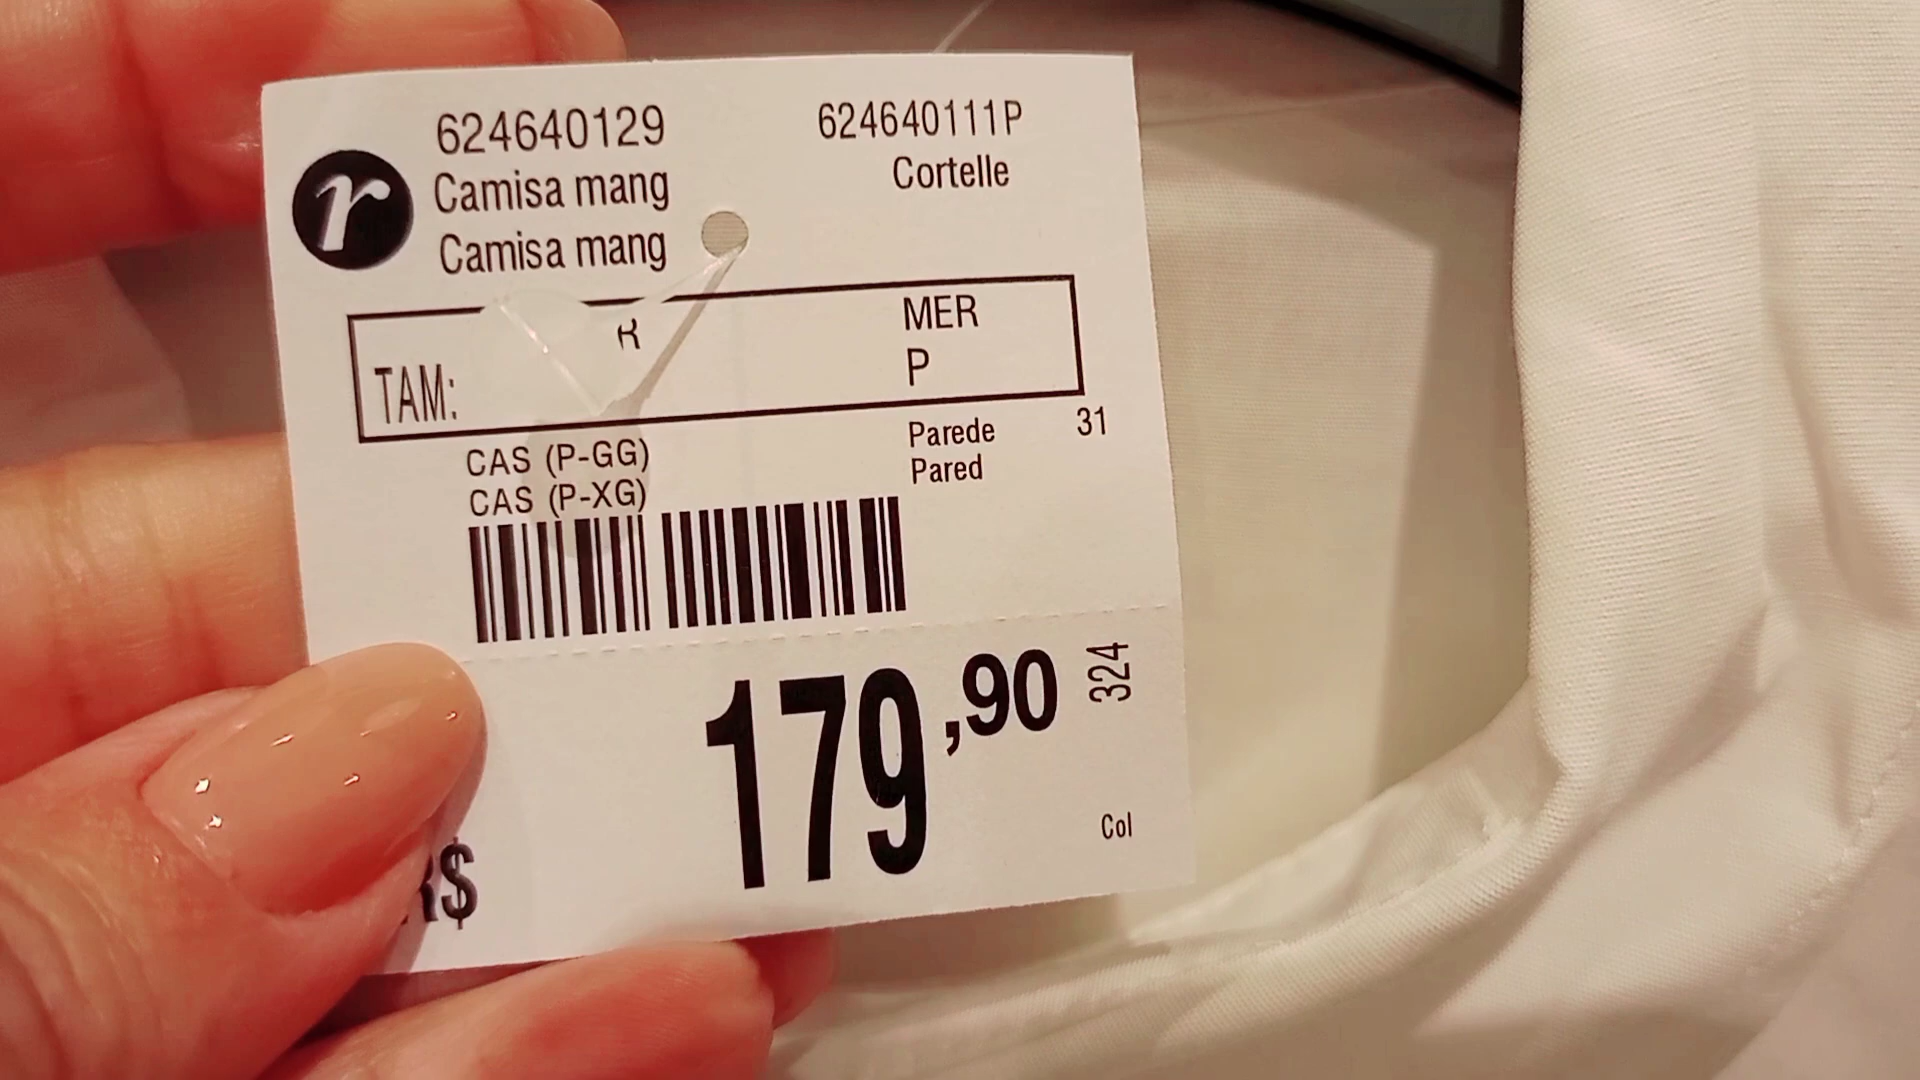 624640129
624640111P
r
Camisa mang
Cortelle
Camisa mang
MER
TAM:
P
CAS (P-GG)
CAS (P-XG)
Parede
31
Pared
179,90
324
Col
R$